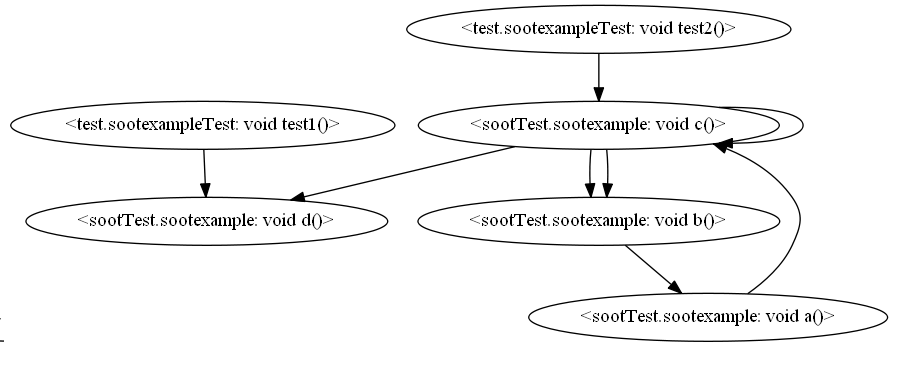 <test.sootexampleTest: void test2()>
<test.sootexampleTest: void test1()>
<sootTest.sootexample: void c()>
<sootTest.sootexample: void d()>
<sootTest.sootexample: void b()>
<sootTest.sootexample: void a()>